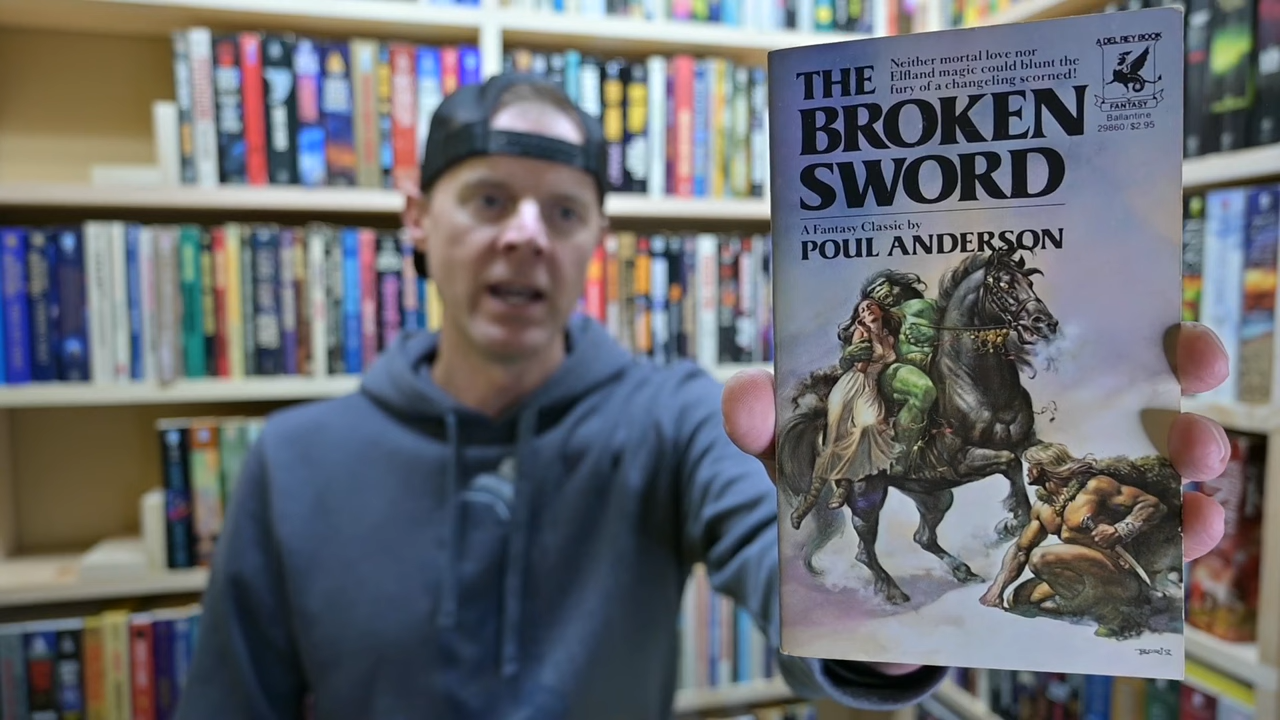 THE
Neither mortal love nor
Elfland magic could blunt the
fury of a changeling scorned!
BROKEN
SWORD
A Fantasy Classic by
POUL ANDERSON
A DEL REY BOOK
FANTASY
Ballantine
29860/$2.95
BORIS